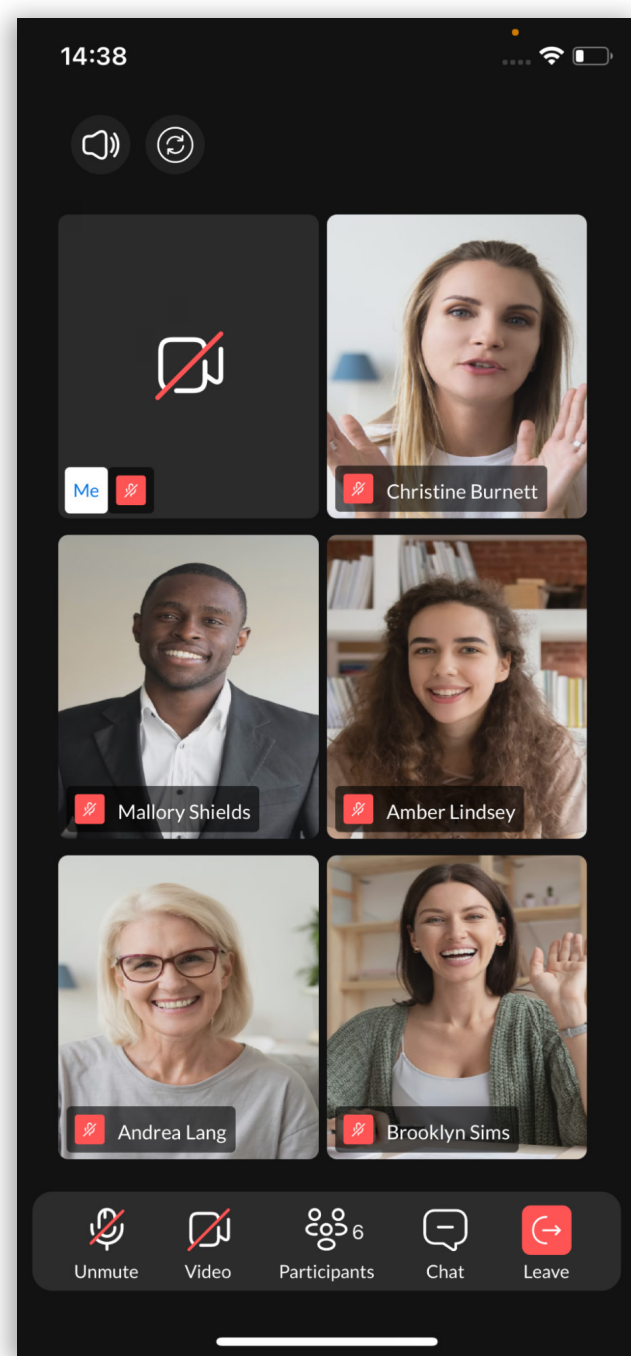 14:38
Me
Christine Burnett
Mallory Shields
Amber Lindsey
Andrea Lang
Brooklyn Sims
6
Unmute
Video
Participants
Chat
Leave